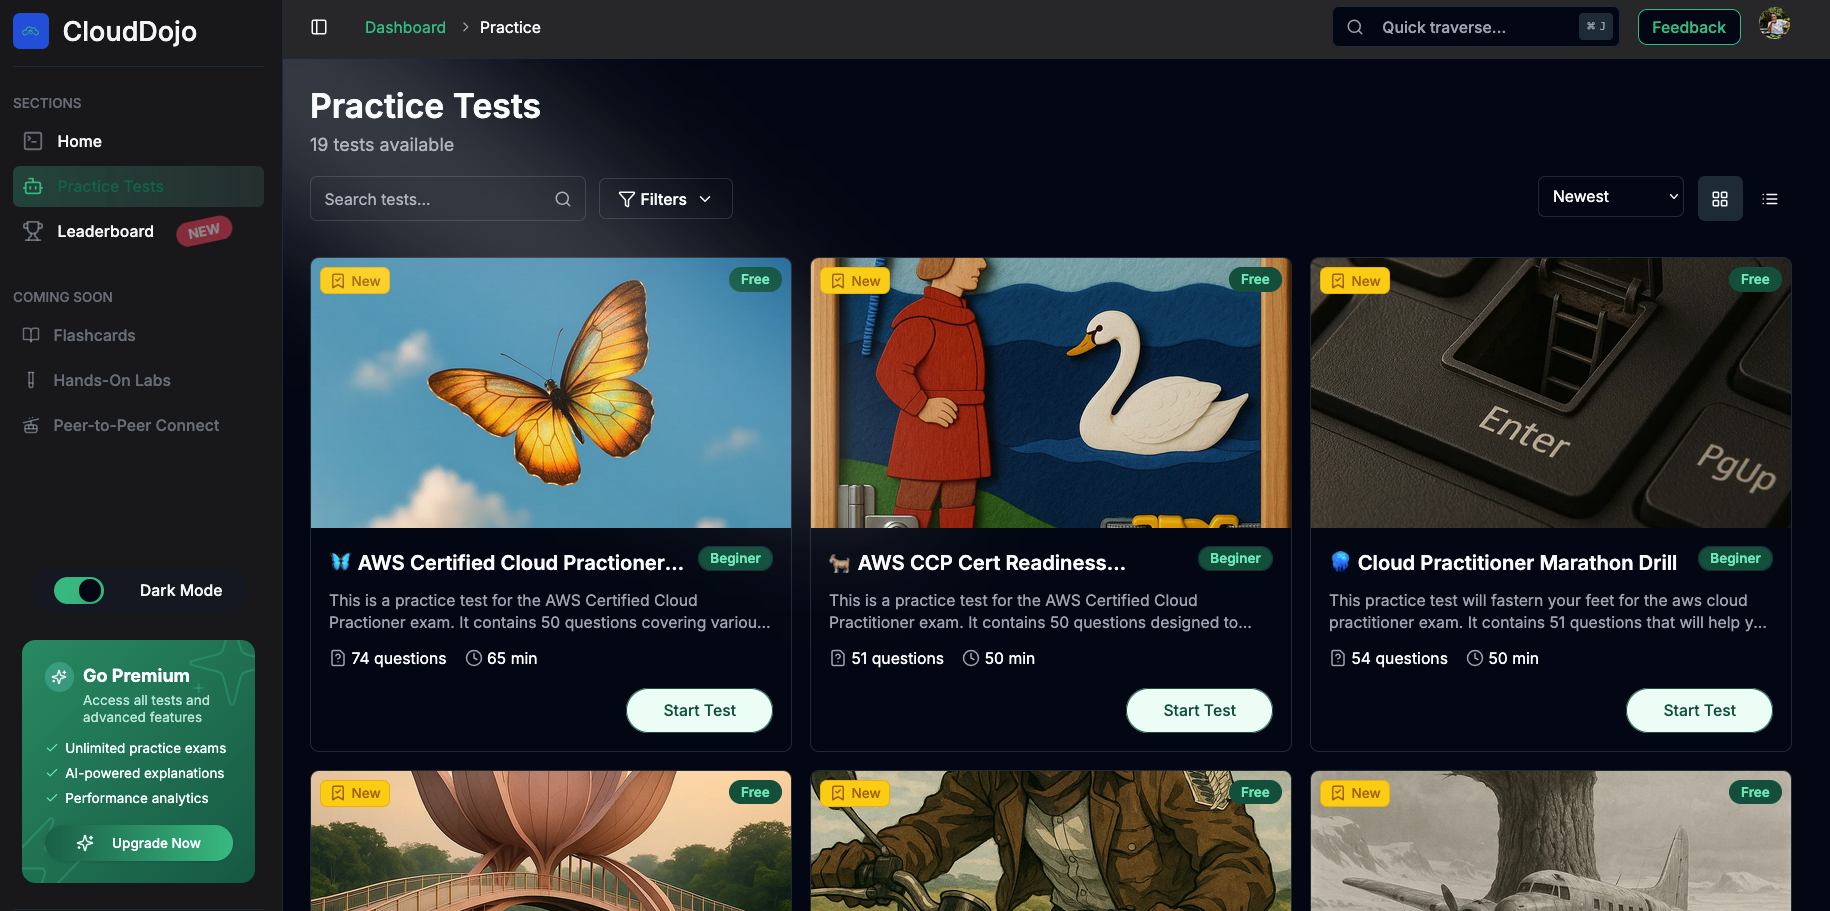 CloudDojo
Dashboard > Practice
Quick traverse...
⌘ J
Feedback
SECTIONS
Home
Practice Tests
Leaderboard
NEW
COMING SOON
Flashcards
Hands-On Labs
Peer-to-Peer Connect
Dark Mode
Go Premium
Access all tests and
advanced features
Unlimited practice exams
AI-powered explanations
Performance analytics
Upgrade Now
Practice Tests
19 tests available
Search tests...
Filters
Newest
New
Free
AWS Certified Cloud Practioner...
Beginer
This is a practice test for the AWS Certified Cloud
Practioner exam. It contains 50 questions covering variou...
74 questions
65 min
Start Test
New
Free
AWS CCP Cert Readiness...
Beginer
This is a practice test for the AWS Certified Cloud
Practitioner exam. It contains 50 questions designed to...
51 questions
50 min
Start Test
New
Free
Enter
PgUp
Cloud Practitioner Marathon Drill
Beginer
This practice test will fastern your feet for the aws cloud
practitioner exam. It contains 51 questions that will help y...
54 questions
50 min
Start Test
New
Free
New
Free
New
Free